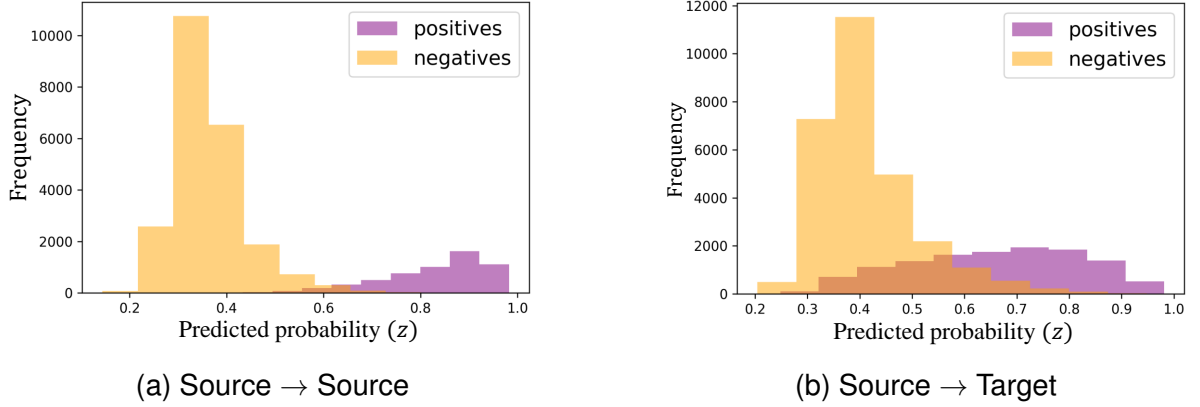 positives
negatives
Frequency
10000
8000
6000
4000
2000
0
0.2
0.4
0.6
0.8
1.0
Predicted probability (z)
(a) Source → Source
positives
negatives
Frequency
12000
10000
8000
6000
4000
2000
0
0.2
0.3
0.4
0.5
0.6
0.7
0.8
0.9
1.0
Predicted probability (z)
(b) Source → Target